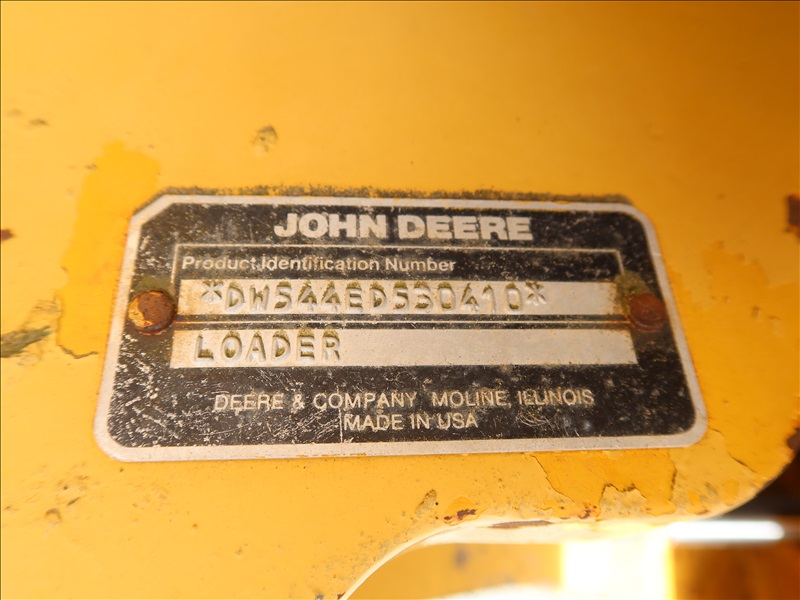 JOHN DEERE
Product Identification Number
*DW544ED530410*
LOADER
DEERE & COMPANY MOLINE, ILLINOIS
MADE IN USA